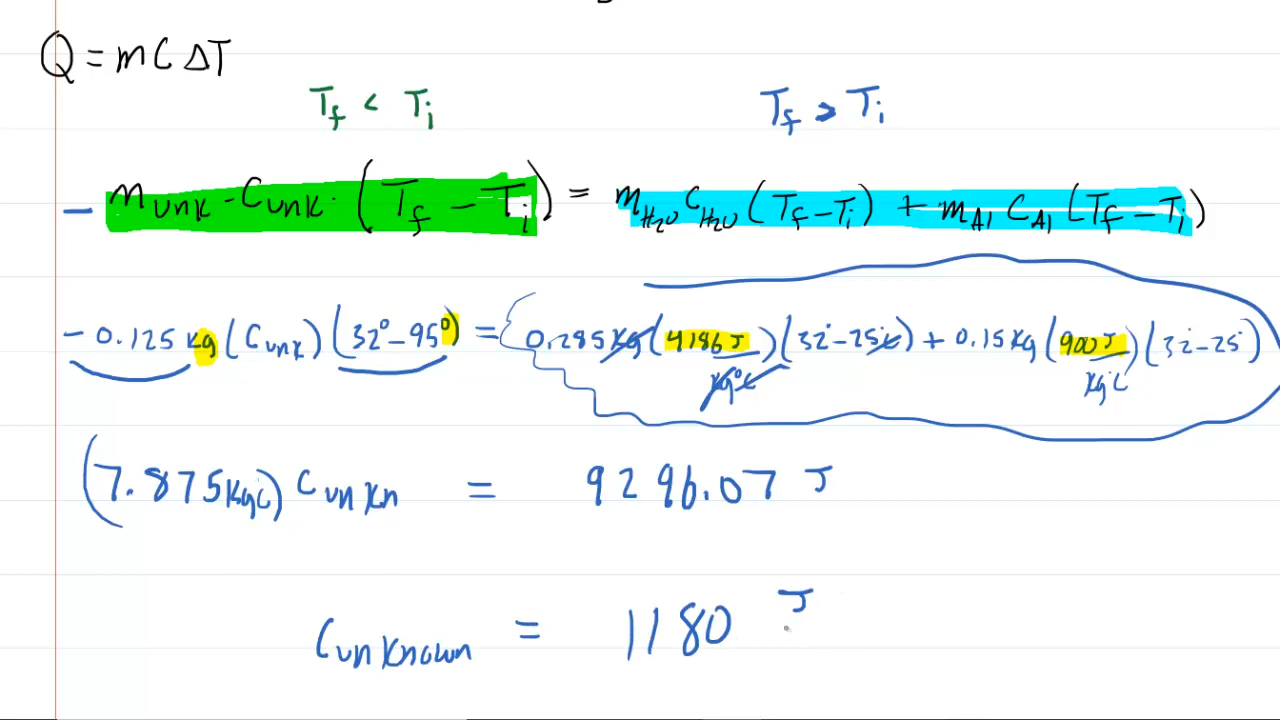 Q = mC ΔT
Tf < Ti Tf > Ti
- munk · Cunk · (Tf - Ti) = mH2O cH2O (Tf - Ti) + mAl CAl (Tf - Ti)
- 0.125 kg (Cunk) (32° - 95°) = 0.285 kg (4186 J/kg°C) (32° - 25°C) + 0.15 kg (900 J/kg°C) (32° - 25°)
(7.875 kg°C) Cunkn = 9296.07 J
Cunknown = 1180 J